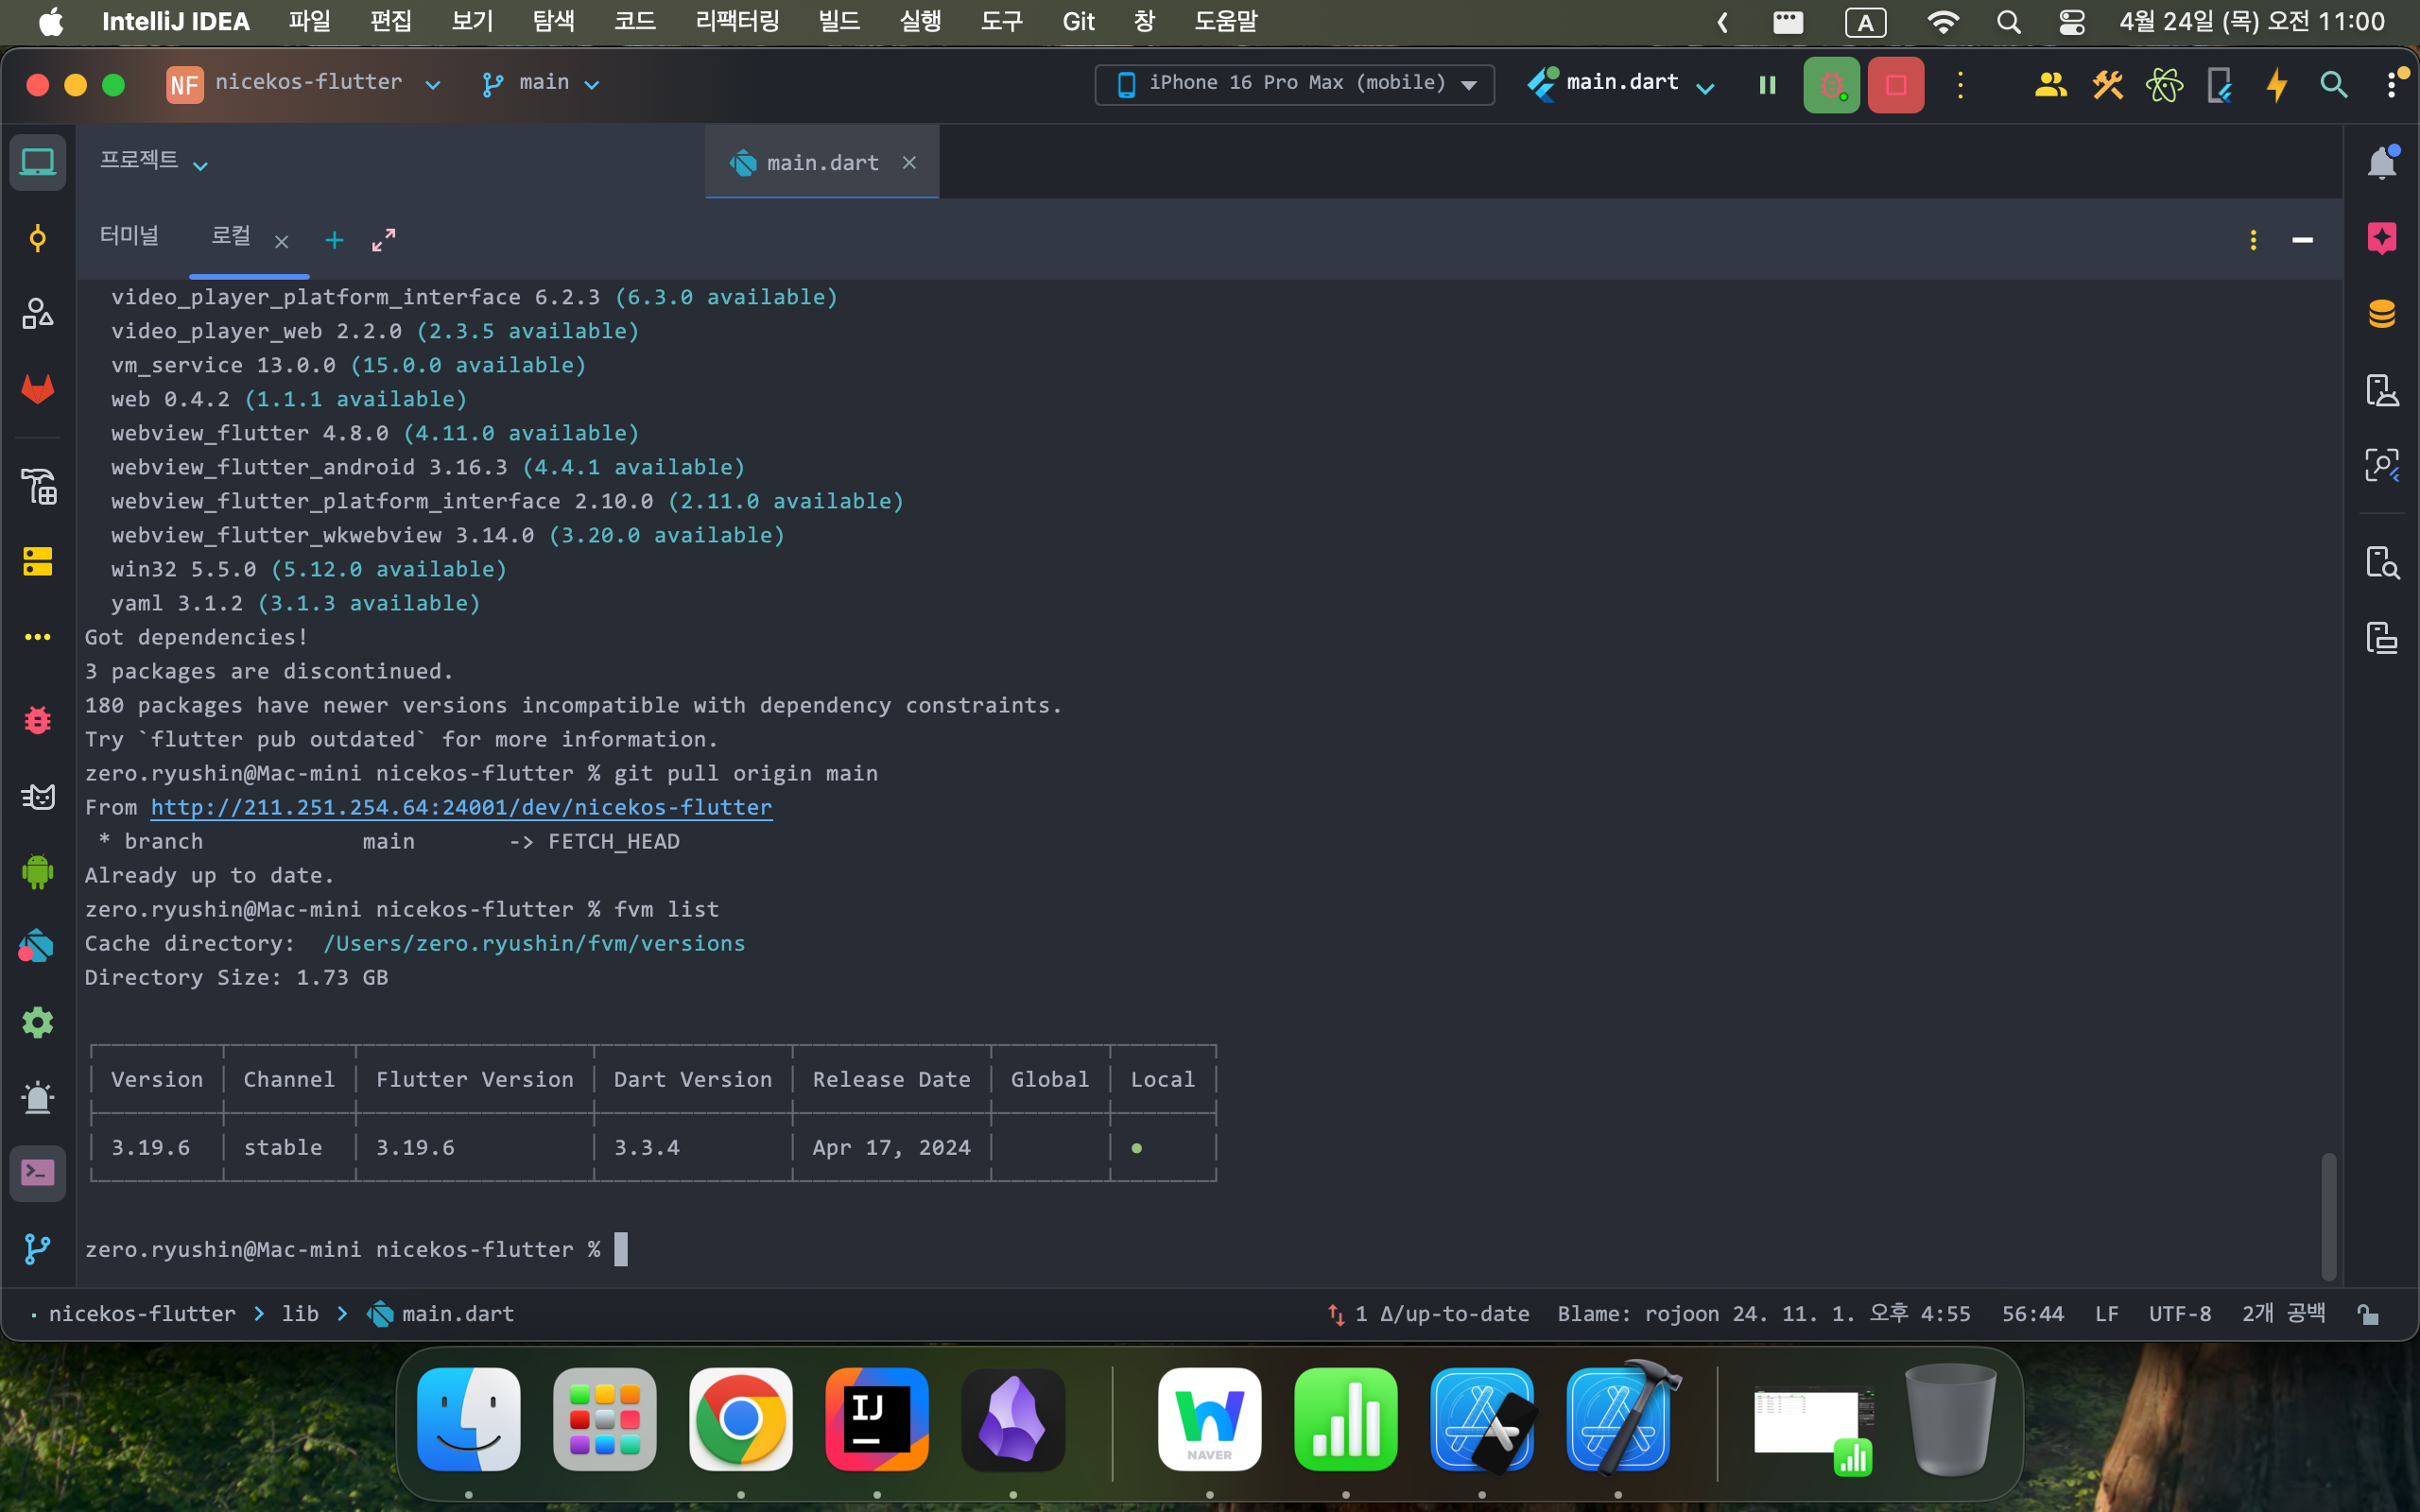 IntelliJ IDEA 파일 편집 보기 탐색 코드 리팩터링 빌드 실행 도구 Git 창 도움말 A 4월 24일 (목) 오전 11:00
NF nicekos-flutter main iPhone 16 Pro Max (mobile) main.dart
프로젝트 main.dart
터미널 로컬
video_player_platform_interface 6.2.3 (6.3.0 available)
video_player_web 2.2.0 (2.3.5 available)
vm_service 13.0.0 (15.0.0 available)
web 0.4.2 (1.1.1 available)
webview_flutter 4.8.0 (4.11.0 available)
webview_flutter_android 3.16.3 (4.4.1 available)
webview_flutter_platform_interface 2.10.0 (2.11.0 available)
webview_flutter_wkwebview 3.14.0 (3.20.0 available)
win32 5.5.0 (5.12.0 available)
yaml 3.1.2 (3.1.3 available)
Got dependencies!
3 packages are discontinued.
180 packages have newer versions incompatible with dependency constraints.
Try `flutter pub outdated` for more information.
zero.ryushin@Mac-mini nicekos-flutter % git pull origin main
From http://211.251.254.64:24001/dev/nicekos-flutter
 * branch            main       -> FETCH_HEAD
Already up to date.
zero.ryushin@Mac-mini nicekos-flutter % fvm list
Cache directory:  /Users/zero.ryushin/fvm/versions
Directory Size: 1.73 GB
Version Channel Flutter Version Dart Version Release Date Global Local
3.19.6 stable 3.19.6 3.3.4 Apr 17, 2024 ●
zero.ryushin@Mac-mini nicekos-flutter %
nicekos-flutter > lib > main.dart 1 ∆/up-to-date Blame: rojoon 24. 11. 1. 오후 4:55 56:44 LF UTF-8 2개 공백
IJ
NAVER